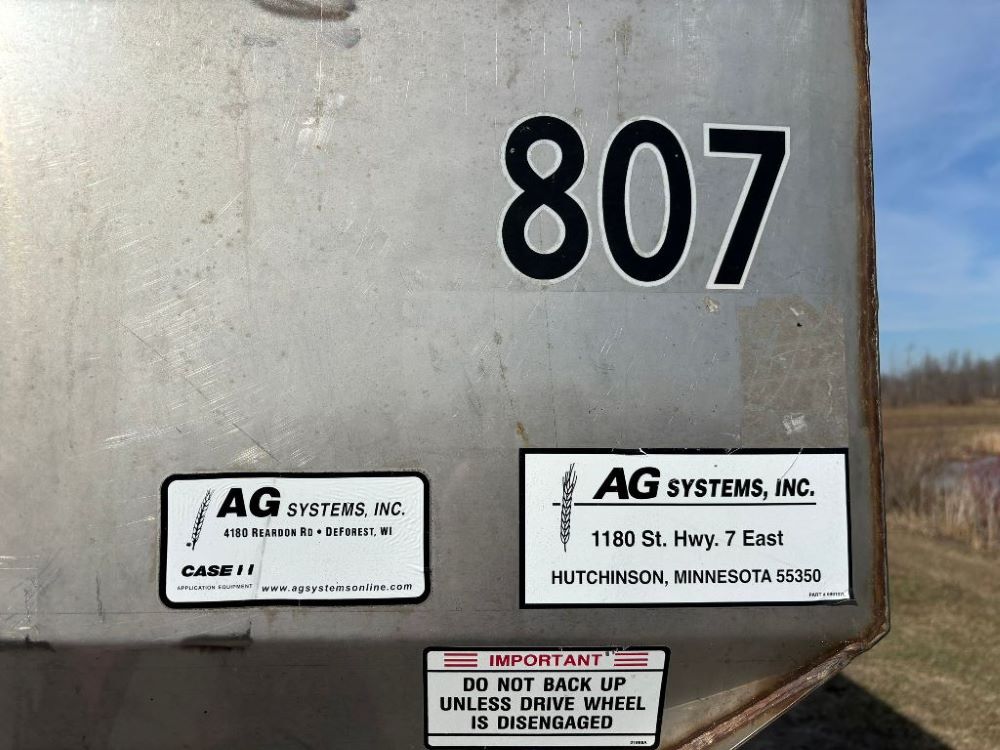 807
AG SYSTEMS, INC.
4180 REARDON RD • DEFOREST, WI
CASE II
APPLICATION EQUIPMENT
www.agsystemsonline.com
AG SYSTEMS, INC.
1180 St. Hwy. 7 East
HUTCHINSON, MINNESOTA 55350
PART #
IMPORTANT
DO NOT BACK UP
UNLESS DRIVE WHEEL
IS DISENGAGED